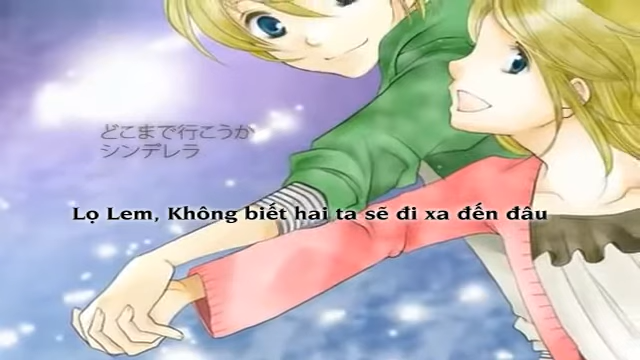 どこまで行こうか
シンデレラ
Lọ Lem, Không biết hai ta sẽ đi xa đến đâu